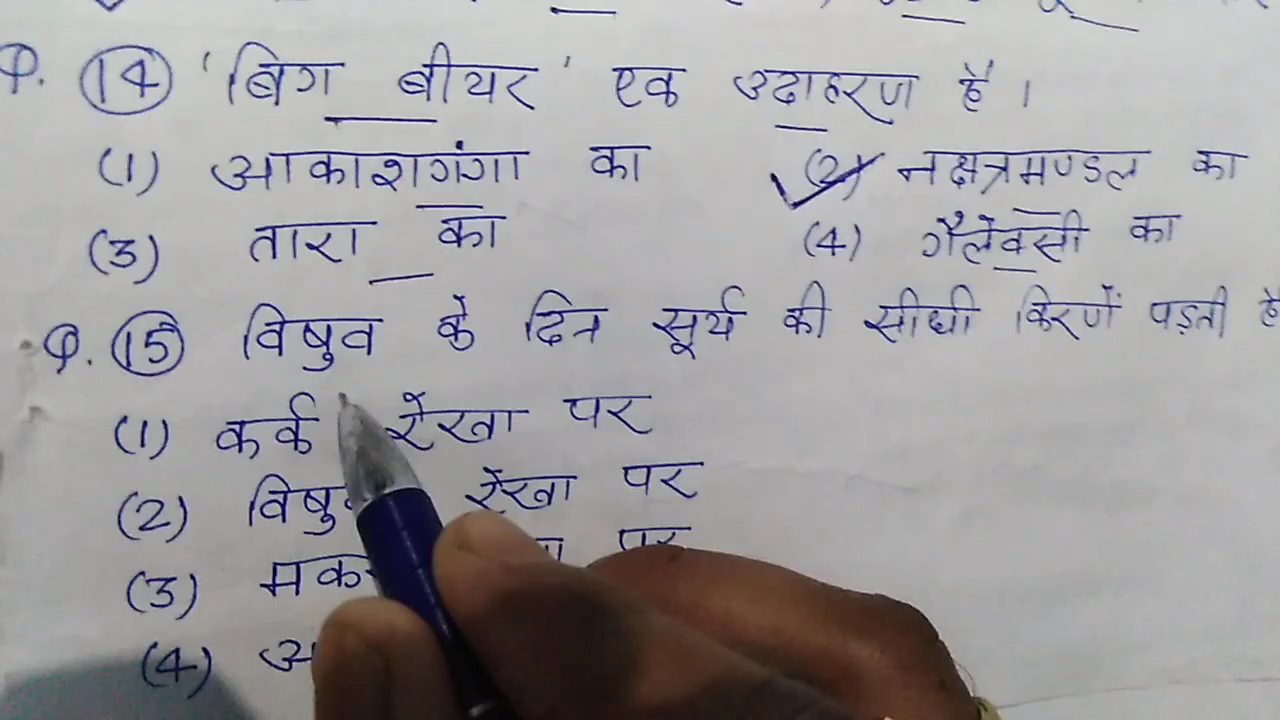 Q. 14 'बिग बीयर' एक उदाहरण है।
(1) आकाशगंगा का (2) नक्षत्रमण्डल का
(3) तारा का (4) गैलेक्सी का
Q. 15 विषुव के दिन सूर्य की सीधी किरणें पड़ती है
(1) कर्क रेखा पर
(2) विषुव रेखा पर
(3) पर
(4)